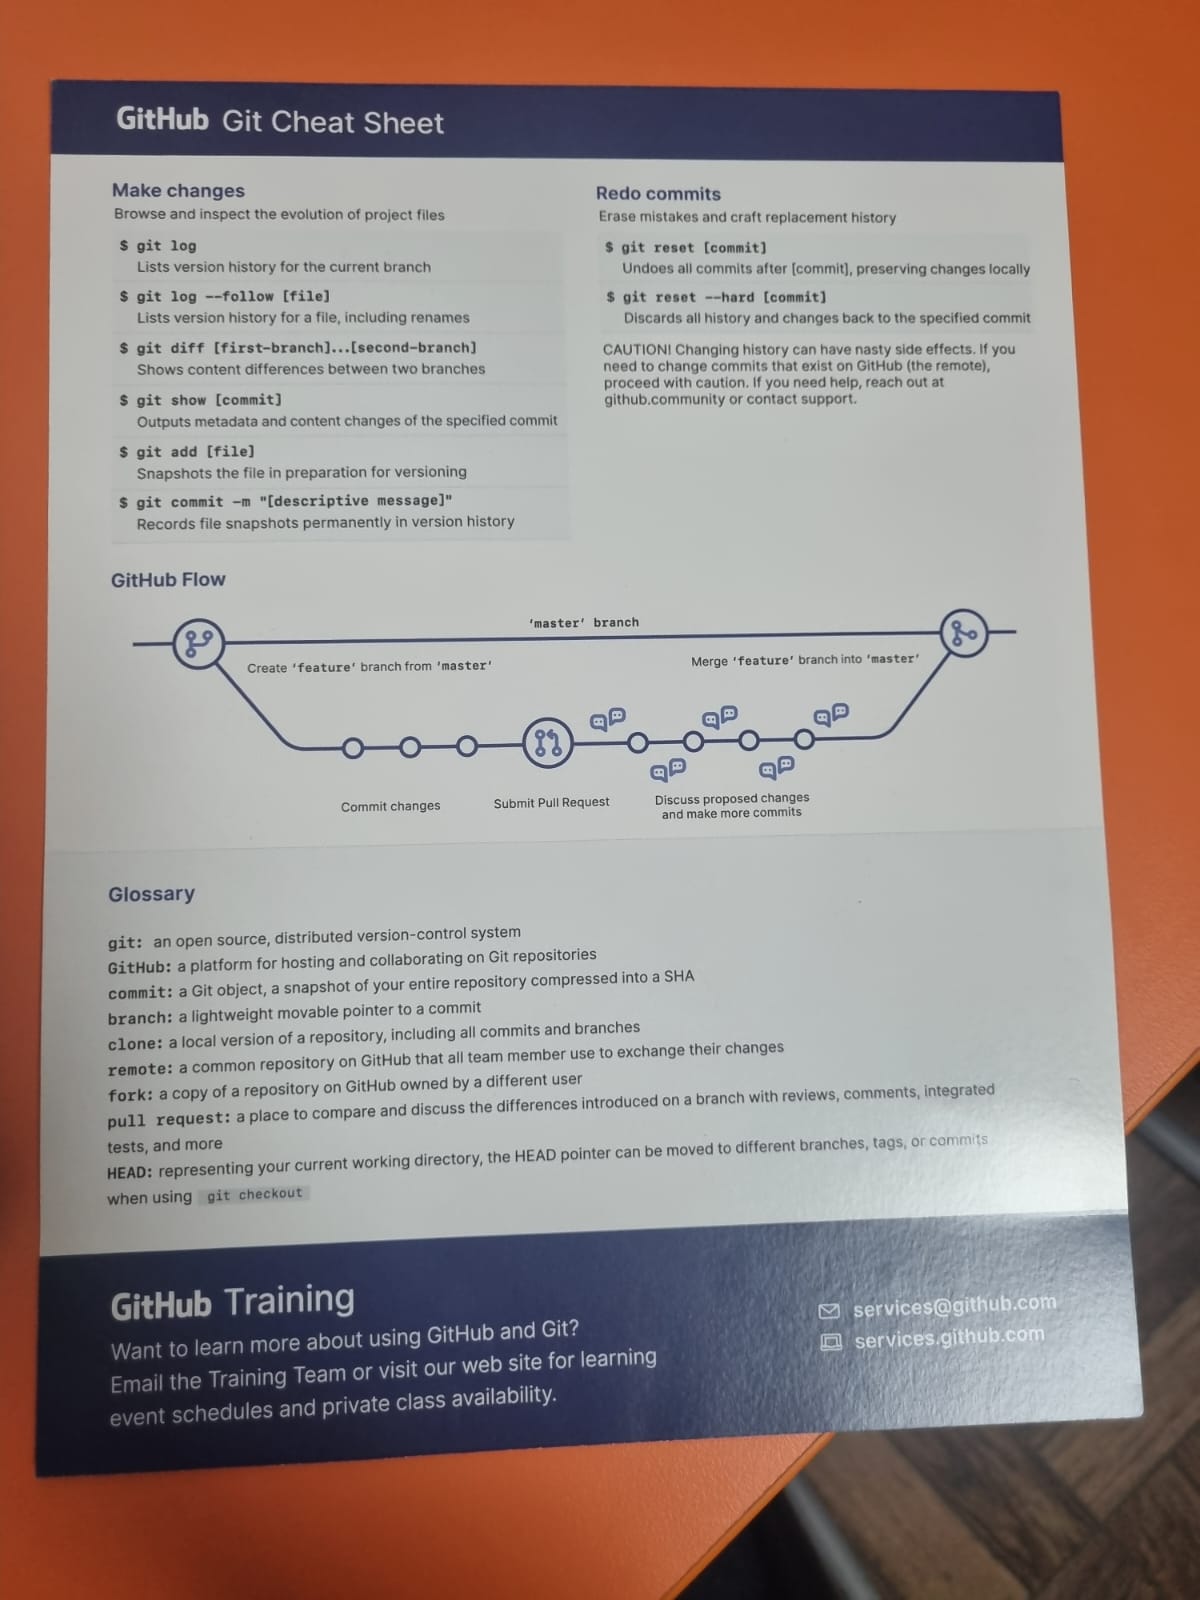 GitHub Git Cheat Sheet
Make changes
Browse and inspect the evolution of project files
$ git log
Lists version history for the current branch
$ git log --follow [file]
Lists version history for a file, including renames
$ git diff [first-branch]...[second-branch]
Shows content differences between two branches
$ git show [commit]
Outputs metadata and content changes of the specified commit
$ git add [file]
Snapshots the file in preparation for versioning
$ git commit -m "[descriptive message]"
Records file snapshots permanently in version history
Redo commits
Erase mistakes and craft replacement history
$ git reset [commit]
Undoes all commits after [commit], preserving changes locally
$ git reset --hard [commit]
Discards all history and changes back to the specified commit
CAUTION! Changing history can have nasty side effects. If you
need to change commits that exist on GitHub (the remote),
proceed with caution. If you need help, reach out at
github.community or contact support.
GitHub Flow
‘master’ branch
Create ‘feature’ branch from ‘master’
Merge ‘feature’ branch into ‘master’
Commit changes
Submit Pull Request
Discuss proposed changes
and make more commits
Glossary
git: an open source, distributed version-control system
GitHub: a platform for hosting and collaborating on Git repositories
commit: a Git object, a snapshot of your entire repository compressed into a SHA
branch: a lightweight movable pointer to a commit
clone: a local version of a repository, including all commits and branches
remote: a common repository on GitHub that all team member use to exchange their changes
fork: a copy of a repository on GitHub owned by a different user
pull request: a place to compare and discuss the differences introduced on a branch with reviews, comments, integrated
tests, and more
HEAD: representing your current working directory, the HEAD pointer can be moved to different branches, tags, or commits
when using git checkout
GitHub Training
Want to learn more about using GitHub and Git?
Email the Training Team or visit our web site for learning
event schedules and private class availability.
services@github.com
services.github.com